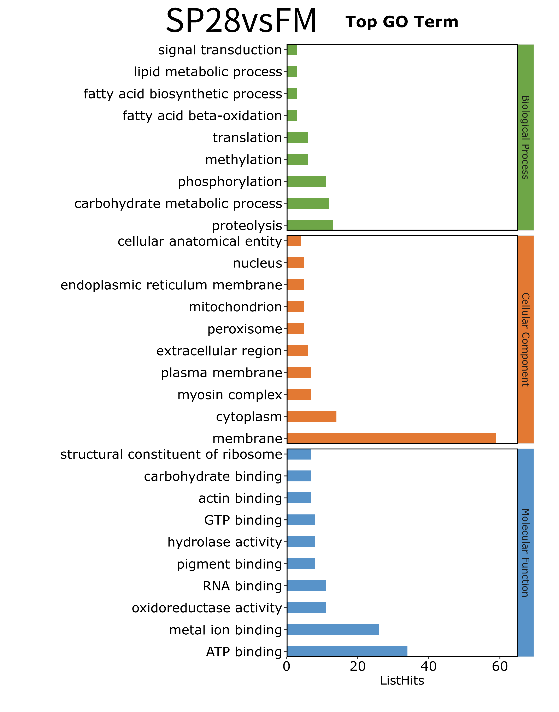 SP28vsFM Top GO Term
signal transduction
lipid metabolic process
fatty acid biosynthetic process
fatty acid beta-oxidation
translation
methylation
phosphorylation
carbohydrate metabolic process
proteolysis
Biological Process
cellular anatomical entity
nucleus
endoplasmic reticulum membrane
mitochondrion
peroxisome
extracellular region
plasma membrane
myosin complex
cytoplasm
membrane
Cellular Component
structural constituent of ribosome
carbohydrate binding
actin binding
GTP binding
hydrolase activity
pigment binding
RNA binding
oxidoreductase activity
metal ion binding
ATP binding
Molecular Function
0 20 40 60
ListHits